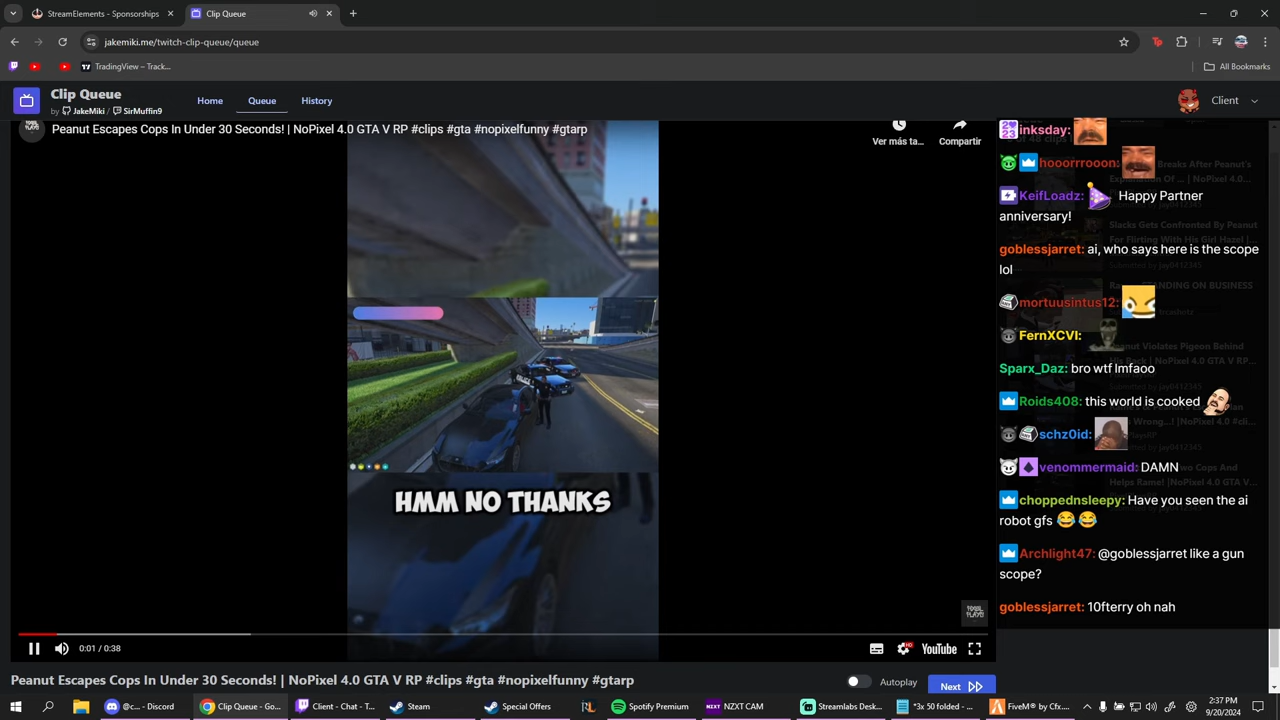 StreamElements - Sponsorships
Clip Queue
jakemiki.me/twitch-clip-queue/queue
TradingView – Track...
All Bookmarks
Clip Queue
by JakeMiki / SirMuffin9
Home
Queue
History
Client
Peanut Escapes Cops In Under 30 Seconds! | NoPixel 4.0 GTA V RP #clips #gta #nopixelfunny #gtarp
Ver más ta...
Compartir
HMM NO THANKS
0:01 / 0:38
YouTube
Peanut Escapes Cops In Under 30 Seconds! | NoPixel 4.0 GTA V RP #clips #gta #nopixelfunny #gtarp
Autoplay
Next
inksday:
hooorrrooon:
KeifLoadz: Happy Partner
anniversary!
goblessjarret: ai, who says here is the scope
lol
mortuusintus12:
FernXCVI:
Sparx_Daz: bro wtf lmfaoo
Roids408: this world is cooked
schz0id:
venommermaid: DAMN
choppednsleepy: Have you seen the ai
robot gfs 😂 😂
Archlight47: @goblessjarret like a gun
scope?
goblessjarret: 10fterry oh nah
@c... - Discord
Clip Queue - Go...
Client - Chat - T...
Steam
Special Offers
Spotify Premium
NZXT CAM
Streamlabs Desk...
*3x 50 folded - ...
FiveM® by Cfx....
2:37 PM
9/20/2024